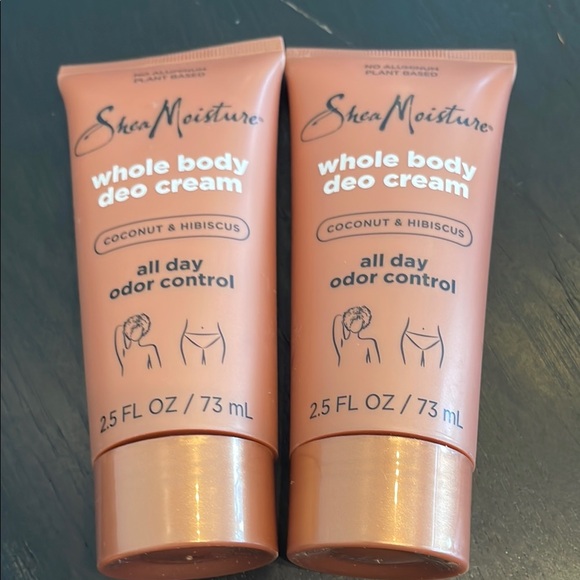 NO ALUMINUM
PLANT BASED
SheaMoisture
whole body
deo cream
COCONUT & HIBISCUS
all day
odor control
2.5 FL OZ / 73 mL
NO ALUMINUM
PLANT BASED
SheaMoisture
whole body
deo cream
COCONUT & HIBISCUS
all day
odor control
2.5 FL OZ / 73 mL